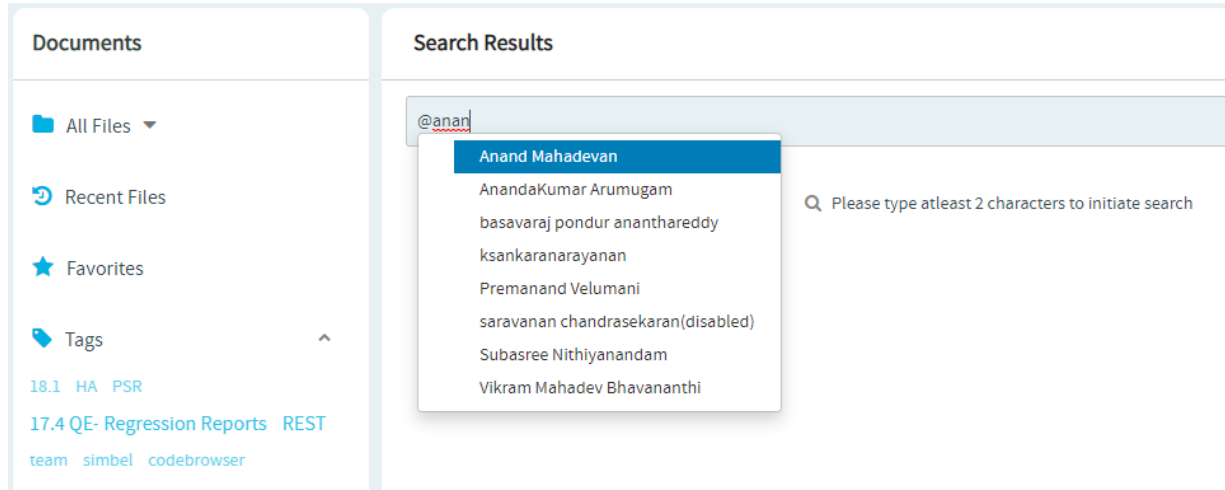 Documents
All Files
Recent Files
Favorites
Tags
18.1 HA PSR
17.4 QE- Regression Reports REST
team simbel codebrowser
Search Results
@anan
Anand Mahadevan
AnandaKumar Arumugam
basavaraj pondur ananthareddy
ksankaranarayanan
Premanand Velumani
saravanan chandrasekaran(disabled)
Subasree Nithiyanandam
Vikram Mahadev Bhavananthi
Please type atleast 2 characters to initiate search